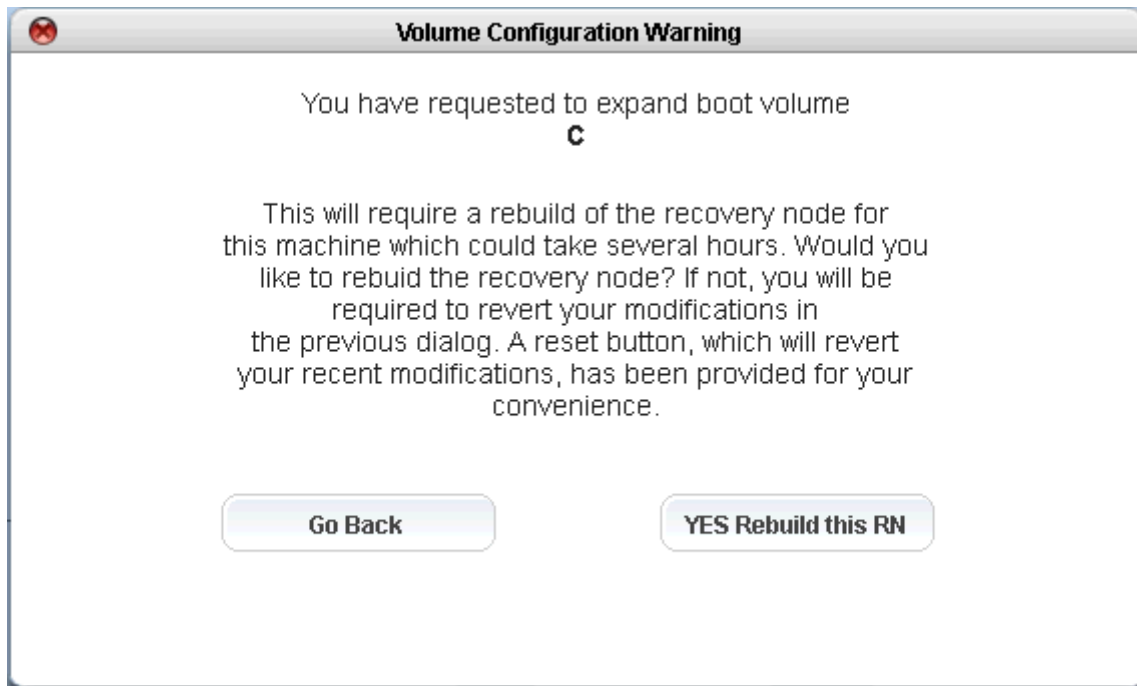 Volume Configuration Warning
You have requested to expand boot volume
C
This will require a rebuild of the recovery node for
this machine which could take several hours. Would you
like to rebuid the recovery node? If not, you will be
required to revert your modifications in
the previous dialog. A reset button, which will revert
your recent modifications, has been provided for your
convenience.
Go Back
YES Rebuild this RN